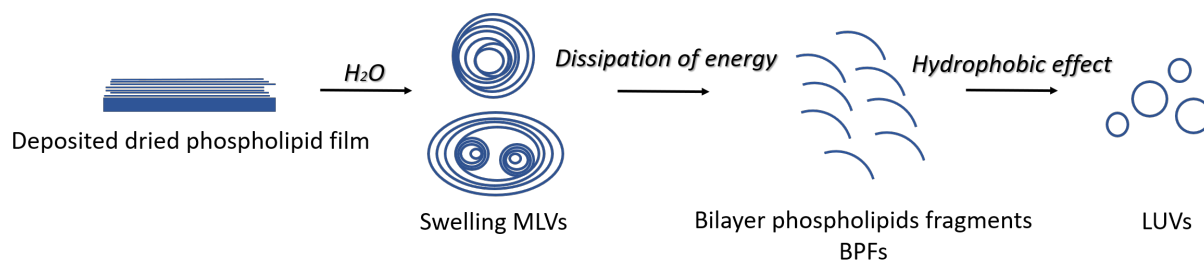 Deposited dried phospholipid film
H₂O
Swelling MLVs
Dissipation of energy
Bilayer phospholipids fragments
BPFs
Hydrophobic effect
LUVs